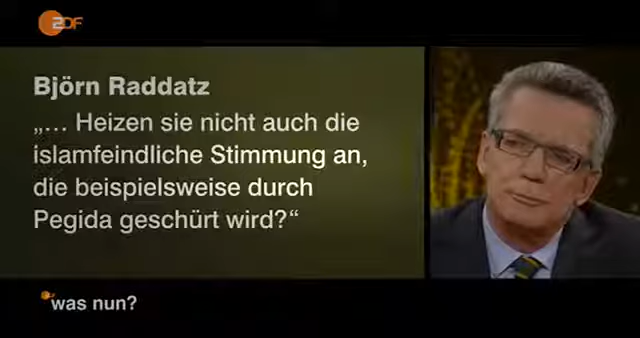 ZDF
Björn Raddatz
„… Heizen sie nicht auch die
islamfeindliche Stimmung an,
die beispielsweise durch
Pegida geschürt wird?“
was nun?